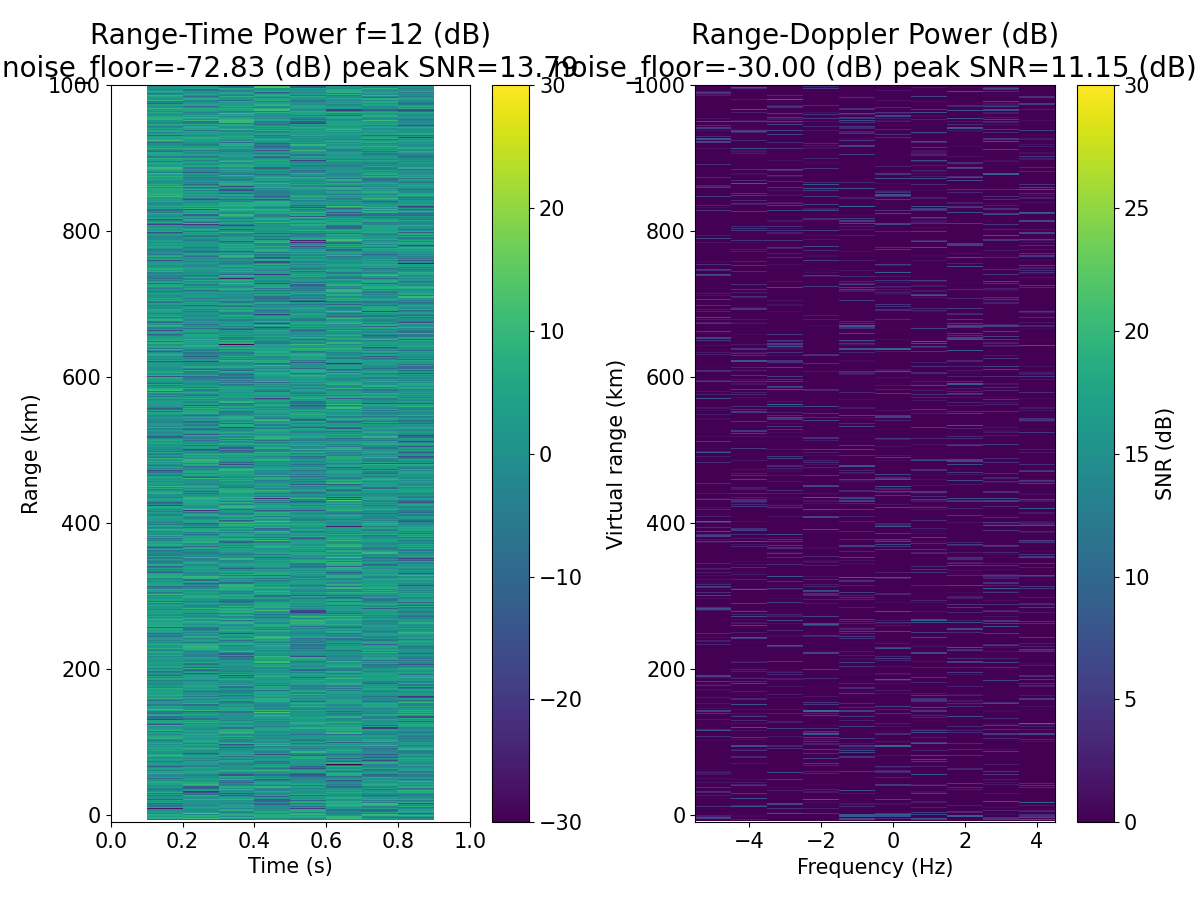 Range-Time Power f=12 (dB)
noise_floor=-72.83 (dB) peak SNR=13.79
Range-Doppler Power (dB)
noise_floor=-30.00 (dB) peak SNR=11.15 (dB)
1000
800
600
400
200
0
Range (km)
0.0 0.2 0.4 0.6 0.8 1.0
Time (s)
30
20
10
0
−10
−20
−30
1000
800
600
400
200
0
Virtual range (km)
−4 −2 0 2 4
Frequency (Hz)
30
25
20
15
10
5
0
SNR (dB)